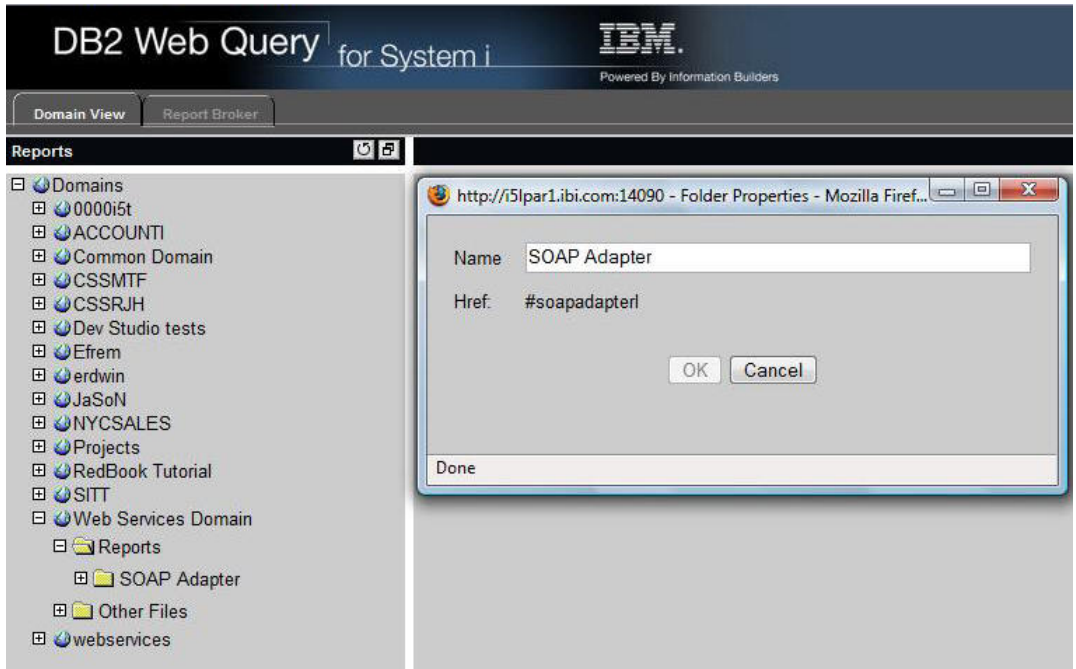 DB2 Web Query for System i
IBM.
Powered By Information Builders
Domain View
Report Broker
Reports
Domains
0000i5t
ACCOUNTI
Common Domain
CSSMTF
CSSRJH
Dev Studio tests
Efrem
erdwin
JaSoN
NYCSALES
Projects
RedBook Tutorial
SITT
Web Services Domain
Reports
SOAP Adapter
Other Files
webservices
http://i5lpar1.ibi.com:14090 - Folder Properties - Mozilla Firef...
Name SOAP Adapter
Href: #soapadapterl
OK Cancel
Done